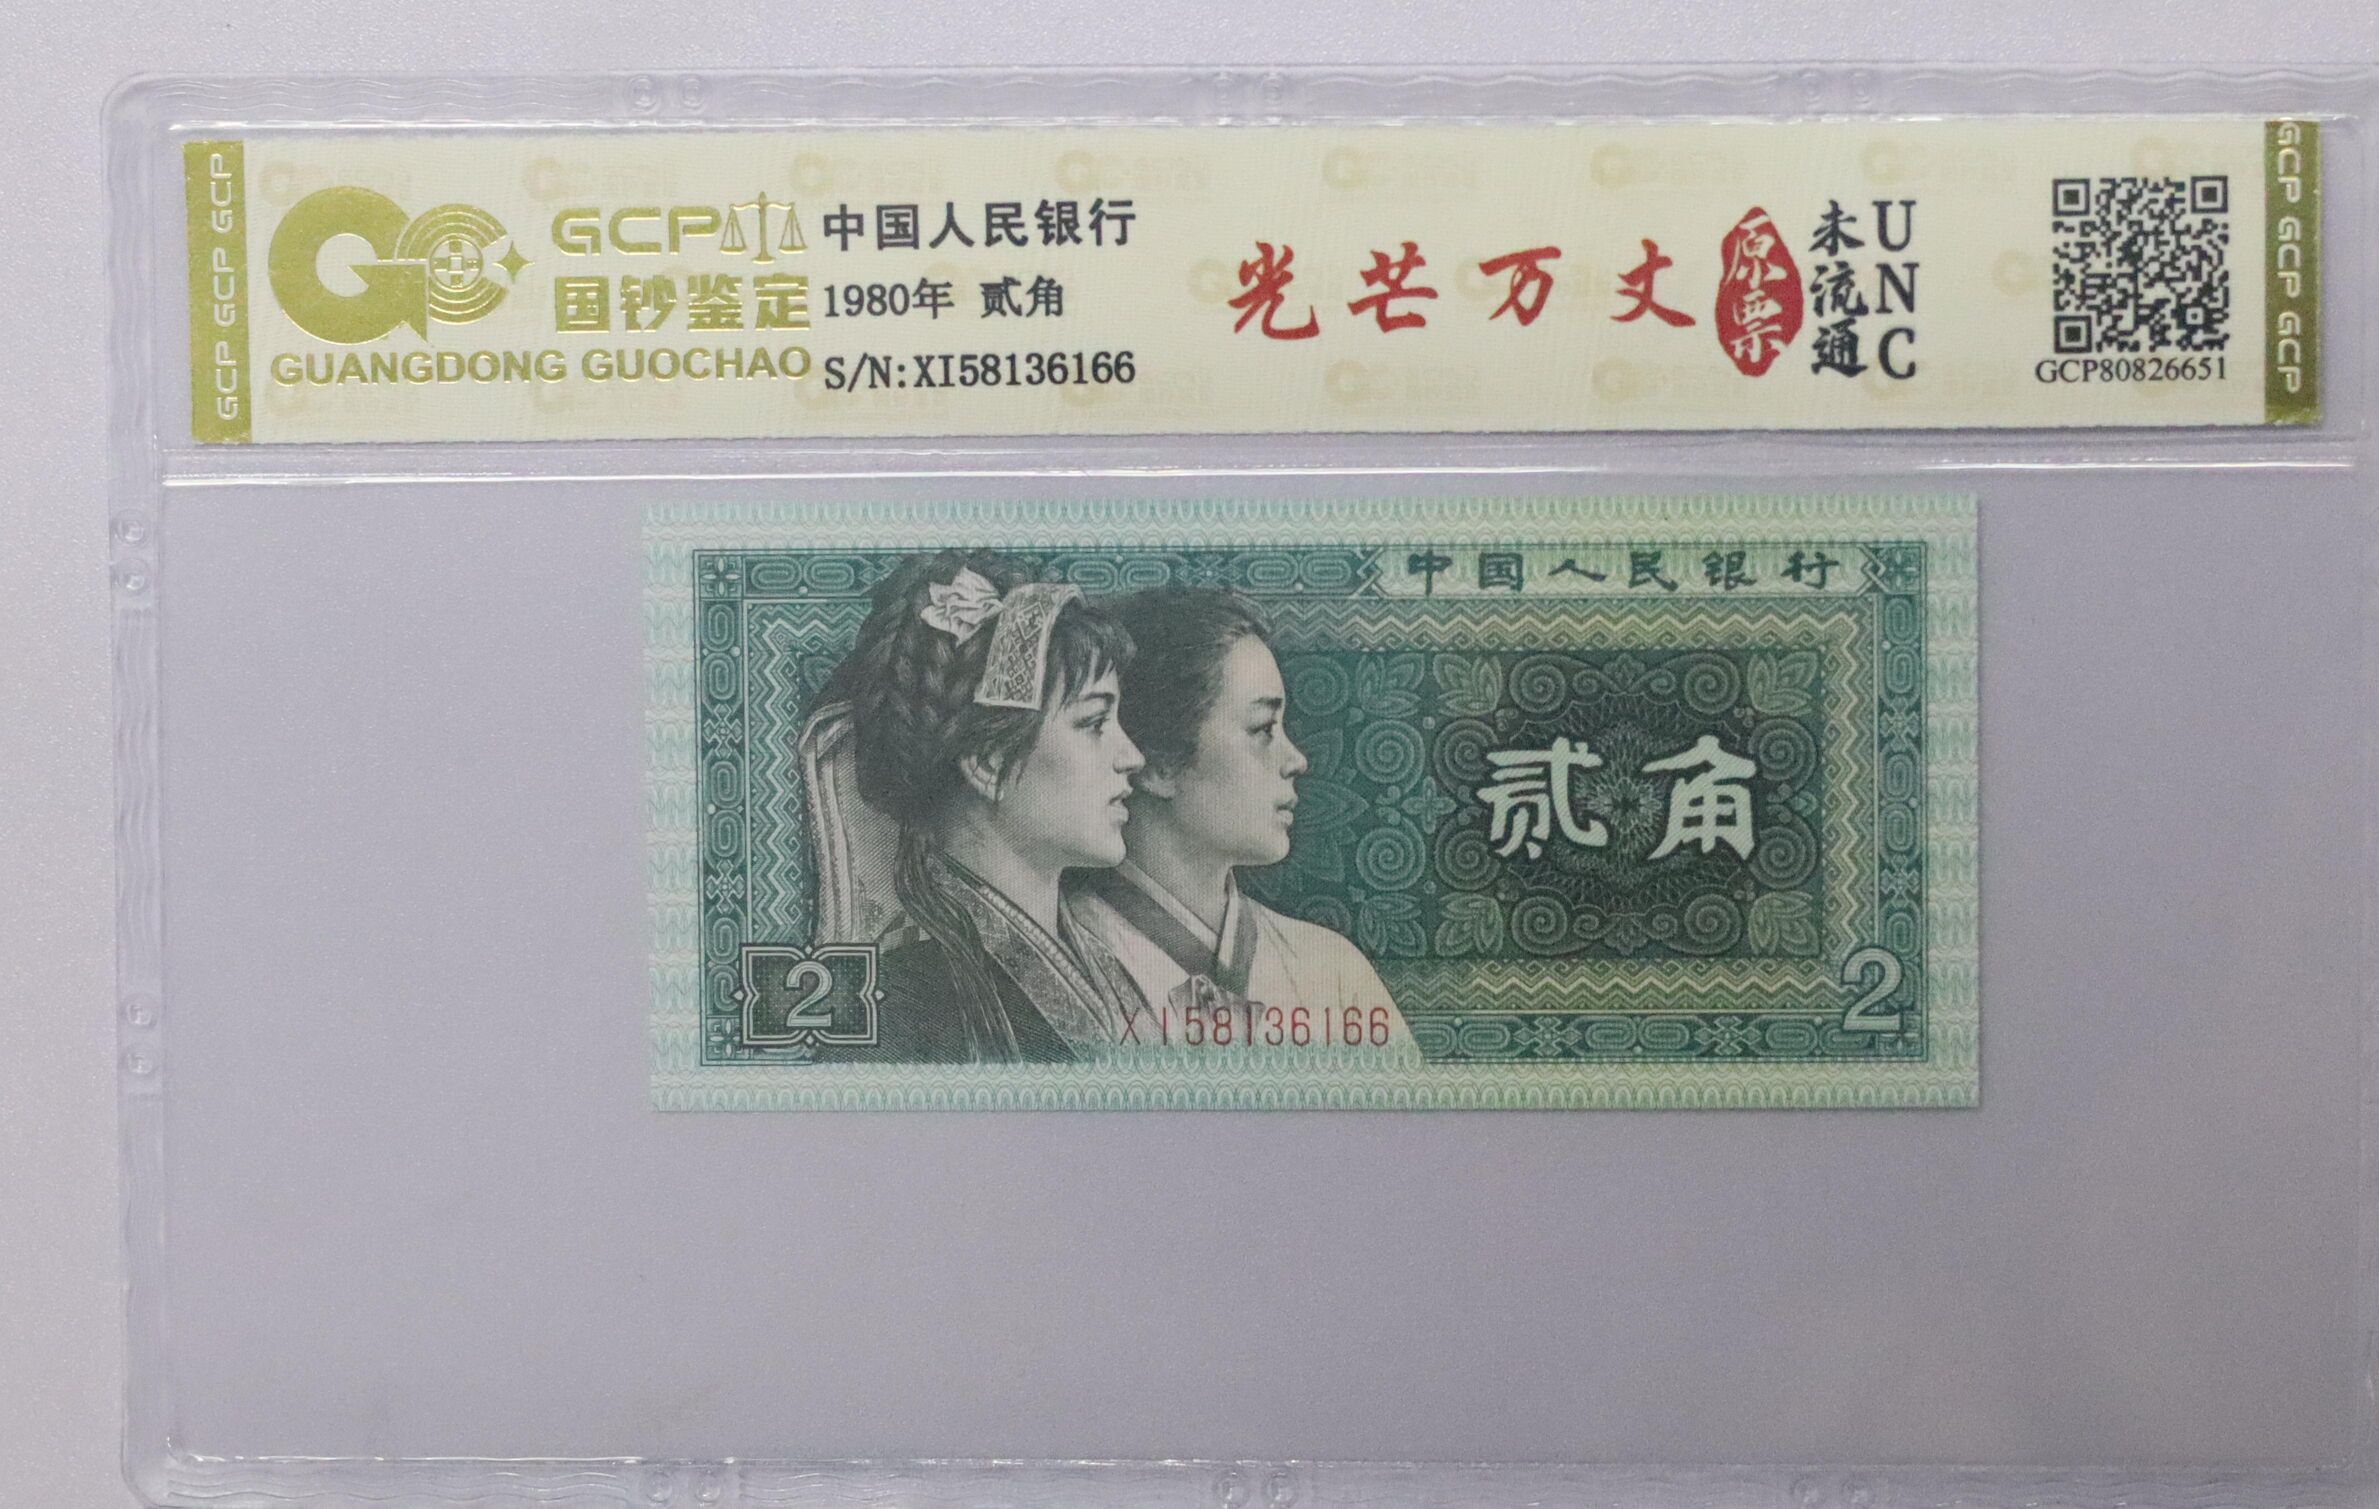 GCP GCP GCP
GCP
国钞鉴定
GUANGDONG GUOCHAO
中国人民银行
1980年 贰角
S/N:XI58136166
光芒万丈
原票
未流通
UNC
GCP80826651
GCP GCP GCP
中国人民银行
贰角
2
XI58136166
2